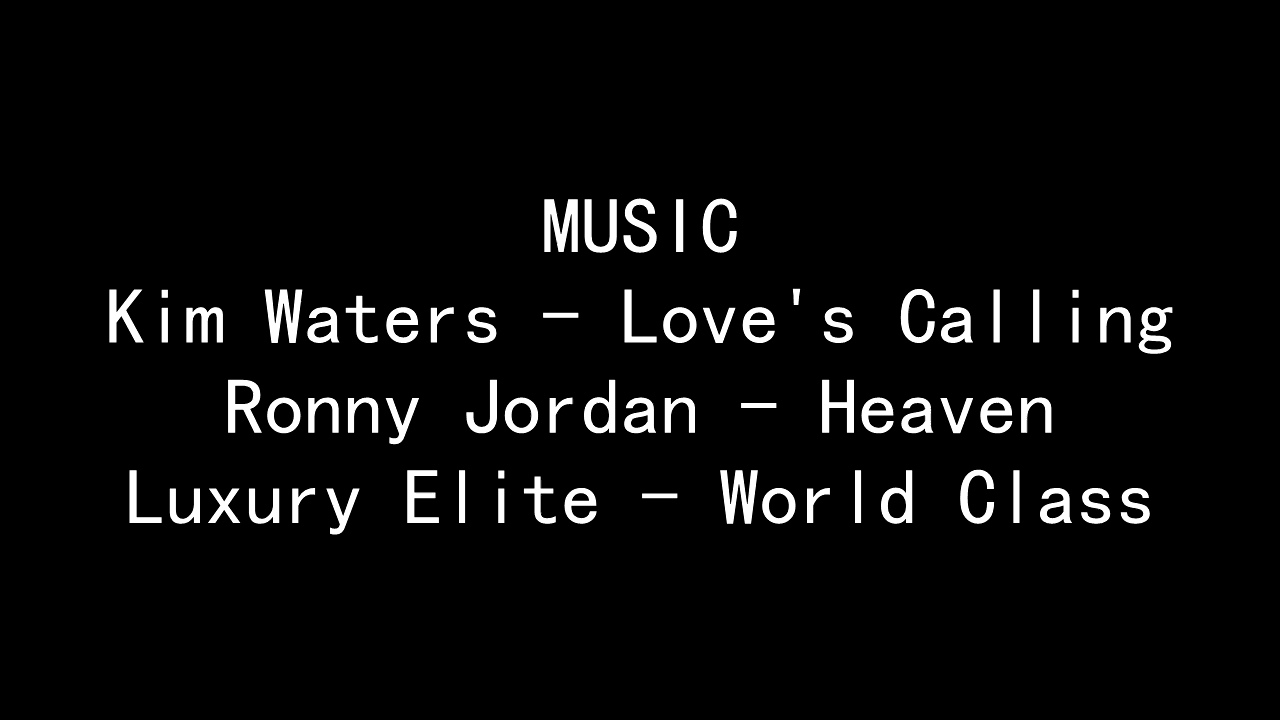 MUSIC
Kim Waters - Love's Calling
Ronny Jordan - Heaven
Luxury Elite - World Class